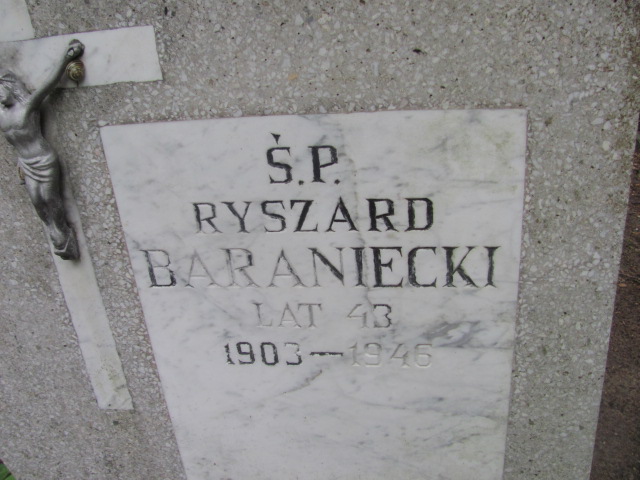 Ś.P.
RYSZARD
BARANIECKI
LAT 43
1903-1946